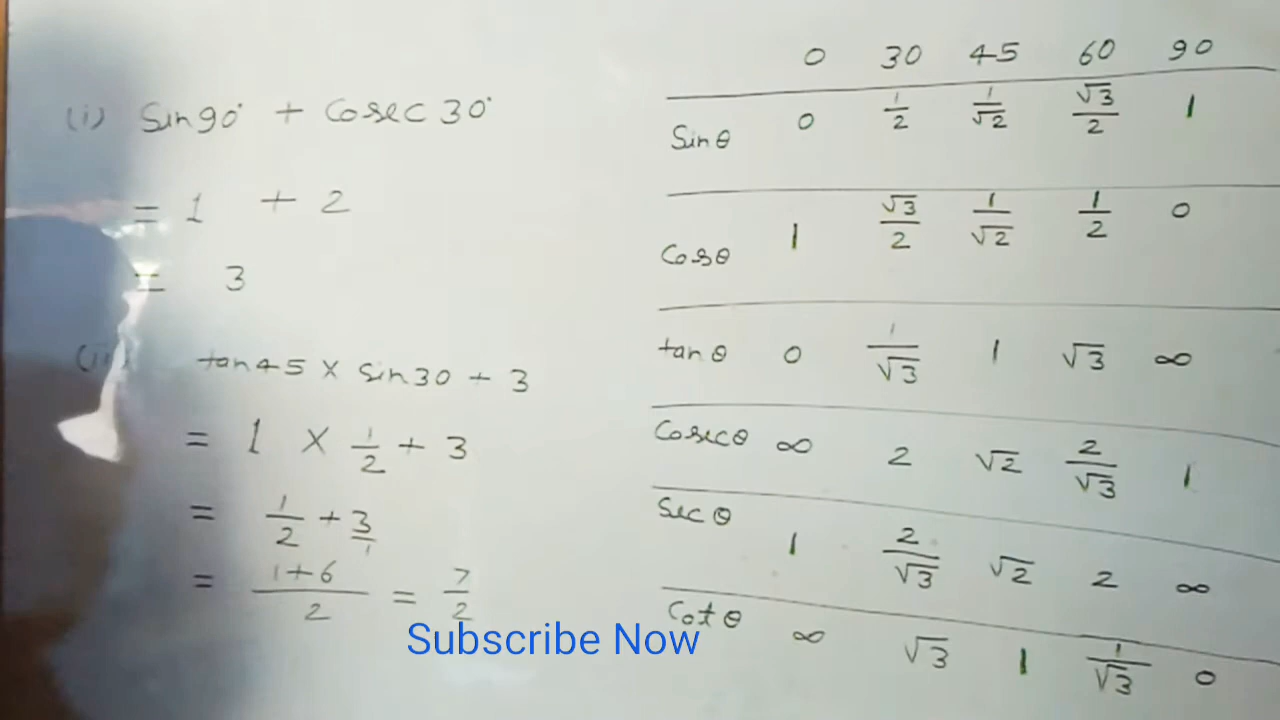 (i) Sin90° + Cosec 30°
= 1 + 2
= 3
(ii) tan45 × Sin30 + 3
= 1 × 1/2 + 3
= 1/2 + 3/1
= 1+6/2 = 7/2
0 30 45 60 90
Sinθ 0 1/2 1/√2 √3/2 1
Cosθ 1 √3/2 1/√2 1/2 0
tanθ 0 1/√3 1 √3 ∞
Cosecθ ∞ 2 √2 2/√3 1
Secθ 1 2/√3 √2 2 ∞
Cotθ ∞ √3 1 1/√3 0
Subscribe Now